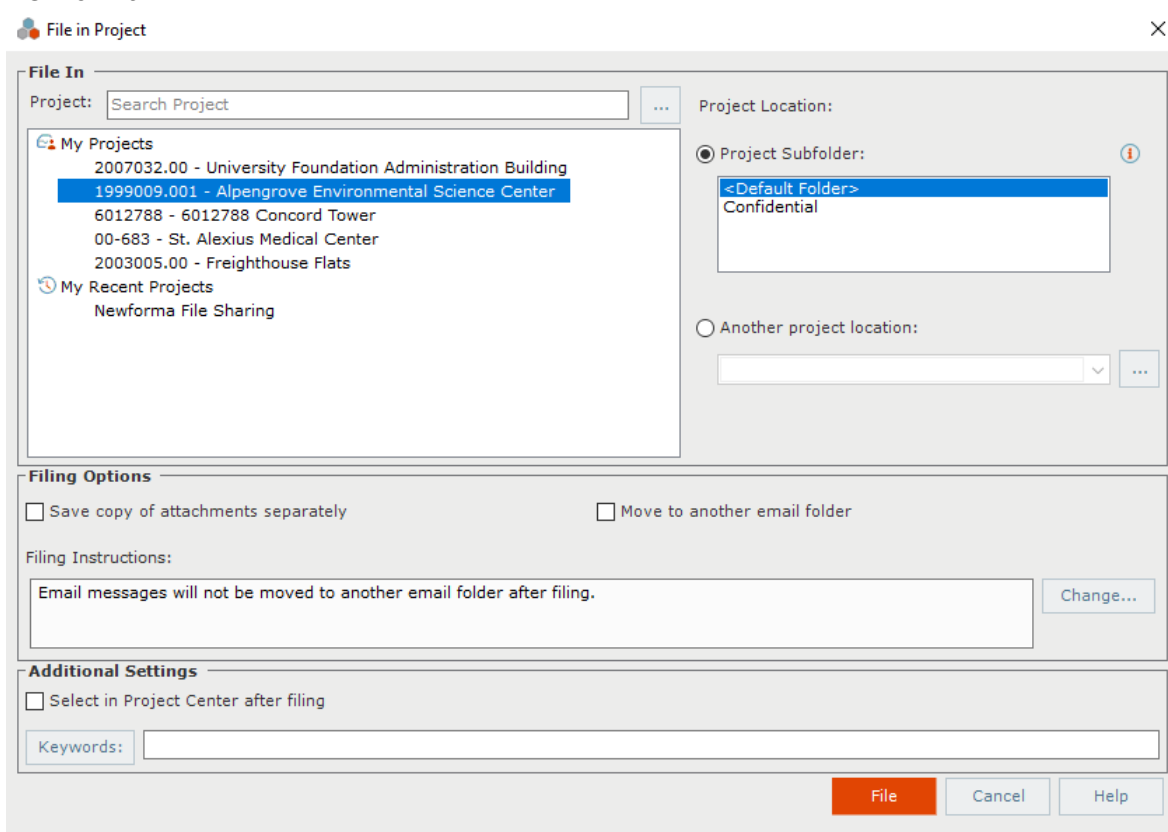 File in Project
File In
Project: Search Project ...
My Projects
2007032.00 - University Foundation Administration Building
1999009.001 - Alpengrove Environmental Science Center
6012788 - 6012788 Concord Tower
00-683 - St. Alexius Medical Center
2003005.00 - Freighthouse Flats
My Recent Projects
Newforma File Sharing
Project Location:
Project Subfolder:
<Default Folder>
Confidential
Another project location:
...
Filing Options
Save copy of attachments separately
Move to another email folder
Filing Instructions:
Email messages will not be moved to another email folder after filing.
Change...
Additional Settings
Select in Project Center after filing
Keywords:
File Cancel Help